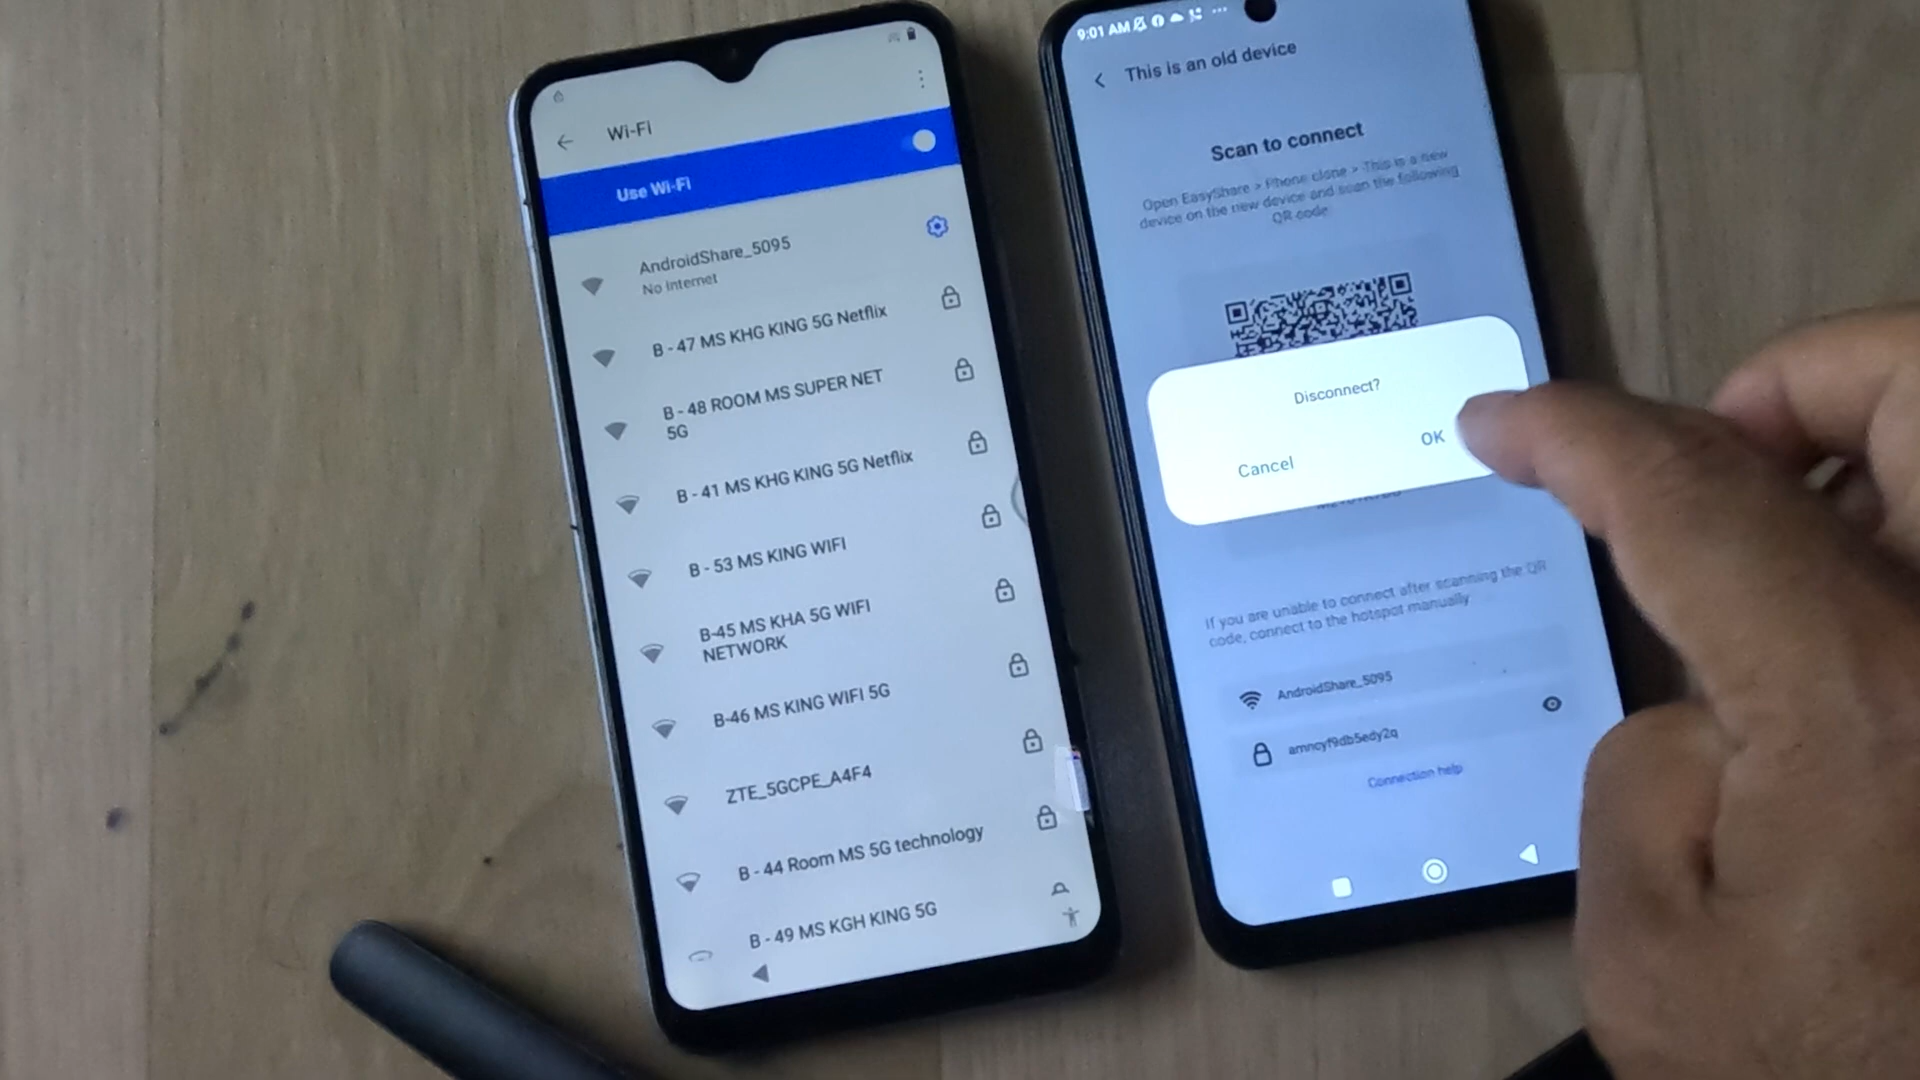 Wi-Fi
Use Wi-Fi
AndroidShare_5095
No Internet
B - 47 MS KHG KING 5G Netflix
B - 48 ROOM MS SUPER NET
5G
B - 41 MS KHG KING 5G Netflix
B - 53 MS KING WIFI
B-45 MS KHA 5G WIFI
NETWORK
B-46 MS KING WIFI 5G
ZTE_5GCPE_A4F4
B - 44 Room MS 5G technology
B - 49 MS KGH KING 5G
9:01 AM
This is an old device
Scan to connect
Open EasyShare > Phone clone > This is a new
device on the new device and scan the following
QR code
Disconnect?
Cancel
OK
If you are unable to connect after scanning the QR
code, connect to the hotspot manually
AndroidShare_5095
amncyf9db5edy2q
Connection help